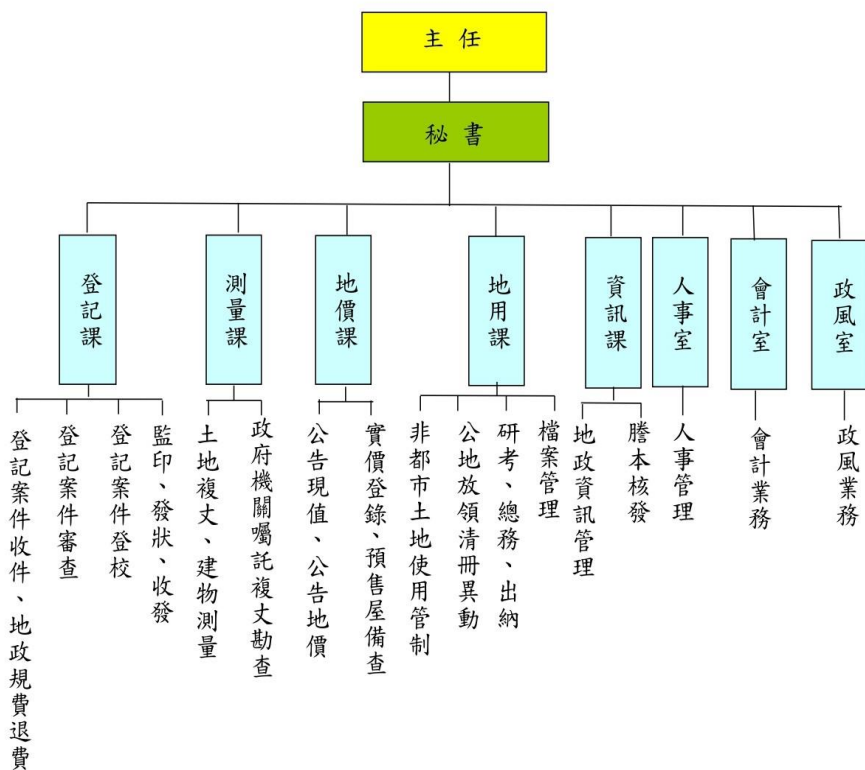 主任
秘書
登記課
測量課
地價課
地用課
資訊課
人事室
會計室
政風室
登記案件收件、地政規費退費
登記案件審查
登記案件登校
監印、發狀、收發
土地複丈、建物測量
政府機關囑託複丈勘查
公告現值、公告地價
實價登錄、預售屋備查
非都市土地使用管制
公地放領清冊異動
研考、總務、出納
檔案管理
地政資訊管理
謄本核發
人事管理
會計業務
政風業務